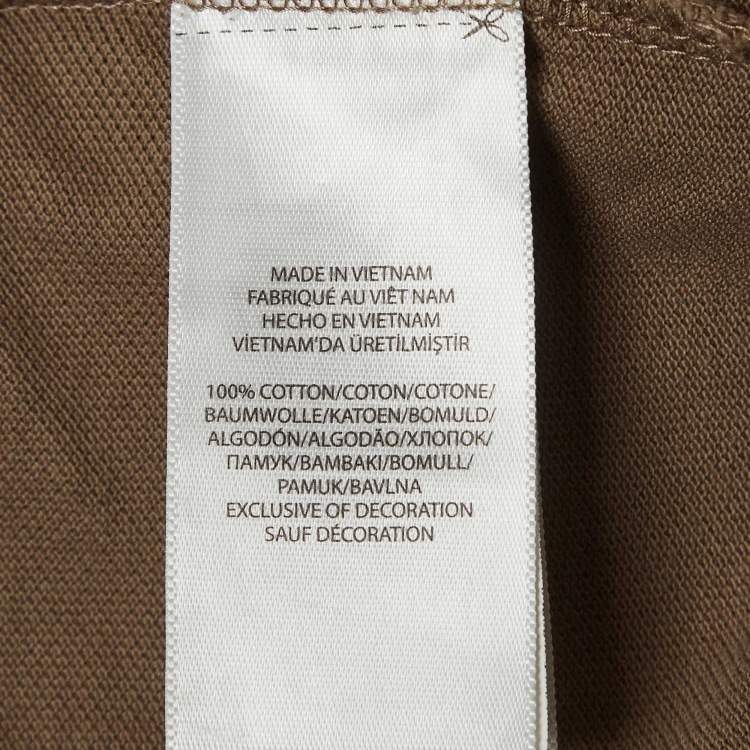 MADE IN VIETNAM
FABRIQUÉ AU VIÊT NAM
HECHO EN VIETNAM
VİETNAM'DA ÜRETİLMİŞTİR
100% COTTON/COTON/COTONE/
BAUMWOLLE/KATOEN/BOMULD/
ALGODÓN/ALGODÃO/ХЛОПОК/
ПАМУК/BAMBAKI/BOMULL/
PAMUK/BAVLNA
EXCLUSIVE OF DECORATION
SAUF DÉCORATION